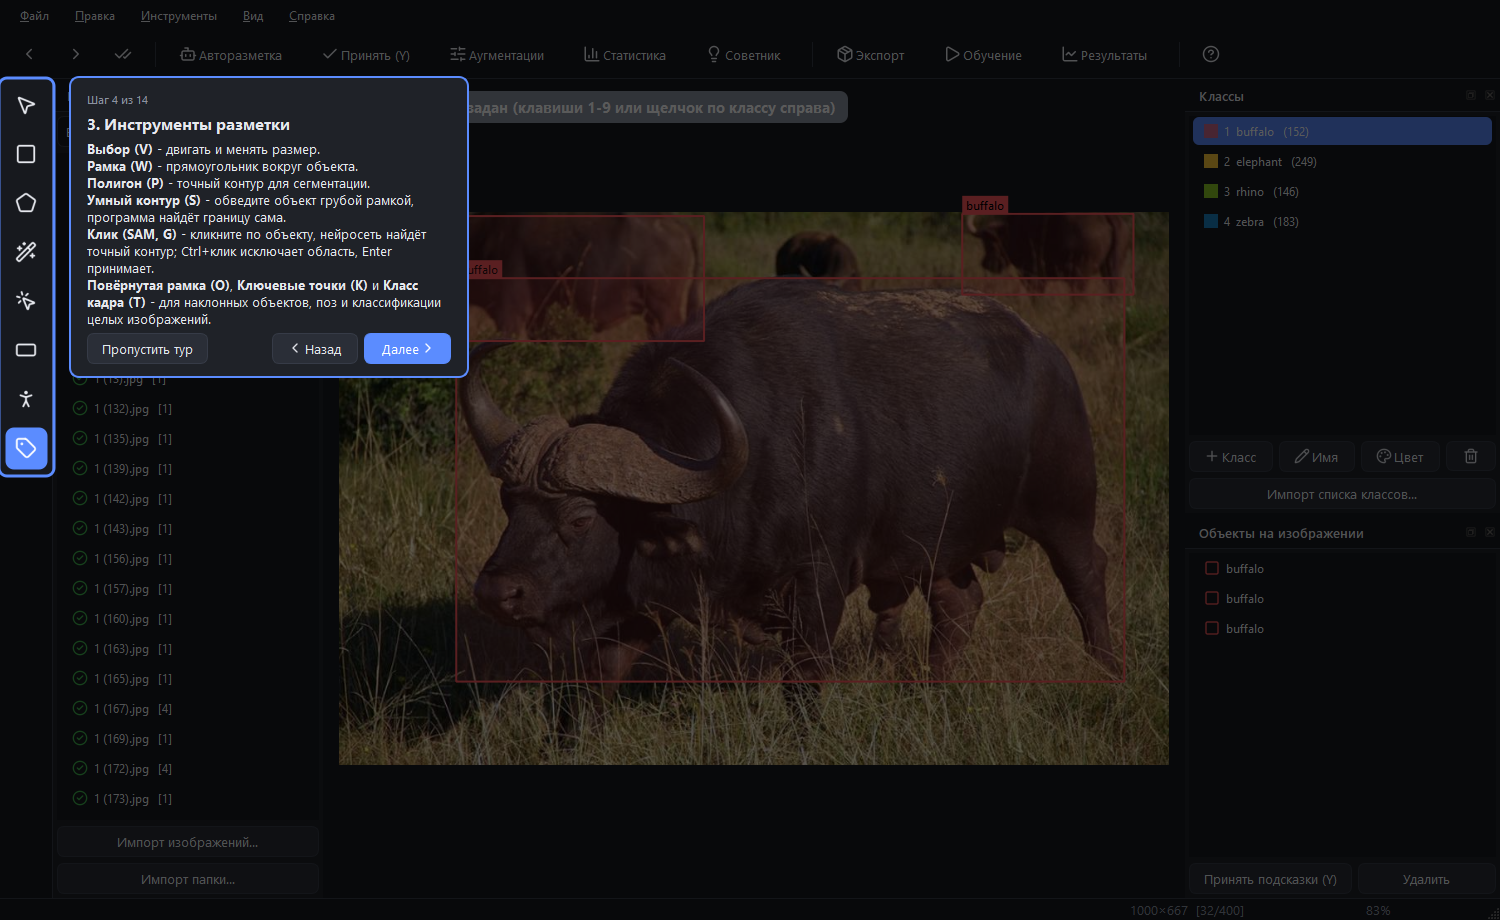 Файл Правка Инструменты Вид Справка
Авторазметка Принять (Y) Аугментации Статистика Советник Экспорт Обучение Результаты
Шаг 4 из 14
3. Инструменты разметки
Выбор (V) - двигать и менять размер.
Рамка (W) - прямоугольник вокруг объекта.
Полигон (P) - точный контур для сегментации.
Умный контур (S) - обведите объект грубой рамкой,
программа найдёт границу сама.
Клик (SAM, G) - кликните по объекту, нейросеть найдёт
точный контур; Ctrl+клик исключает область, Enter
принимает.
Повёрнутая рамка (O), Ключевые точки (K) и Класс
кадра (T) - для наклонных объектов, поз и классификации
целых изображений.
Пропустить тур Назад Далее
(клавиши 1-9 или щелчок по классу справа)
buffalo
1 (132).jpg [1]
1 (135).jpg [1]
1 (139).jpg [1]
1 (142).jpg [1]
1 (143).jpg [1]
1 (156).jpg [1]
1 (157).jpg [1]
1 (160).jpg [1]
1 (163).jpg [1]
1 (165).jpg [1]
1 (167).jpg [4]
1 (169).jpg [1]
1 (172).jpg [4]
1 (173).jpg [1]
Импорт изображений...
Импорт папки...
Классы
1 buffalo (152)
2 elephant (249)
3 rhino (146)
4 zebra (183)
Класс Имя Цвет
Импорт списка классов...
Объекты на изображении
buffalo
buffalo
buffalo
Принять подсказки (Y) Удалить
1000×667 [32/400] 83%